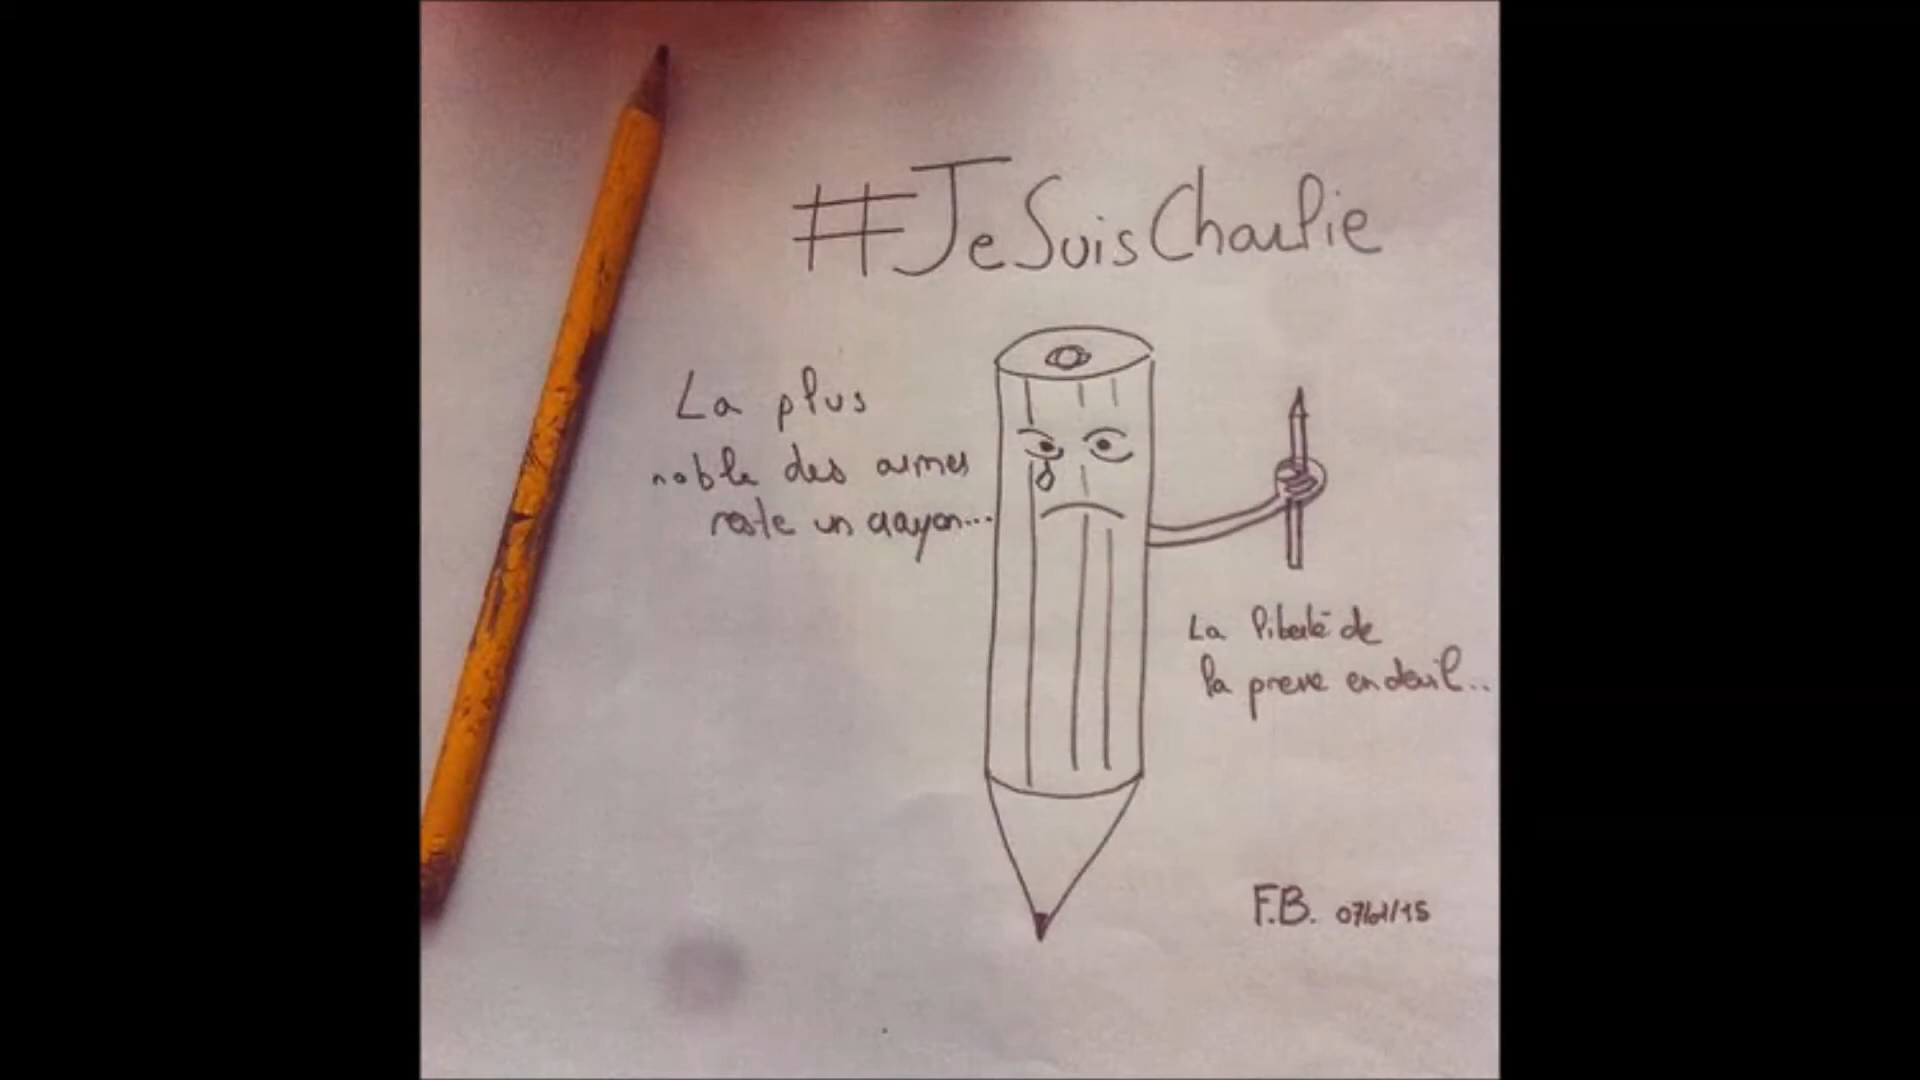 #JeSuisCharlie
La plus
noble des armes
reste un crayon...
La liberté de
la presse en deuil..
F.B. 07/01/15